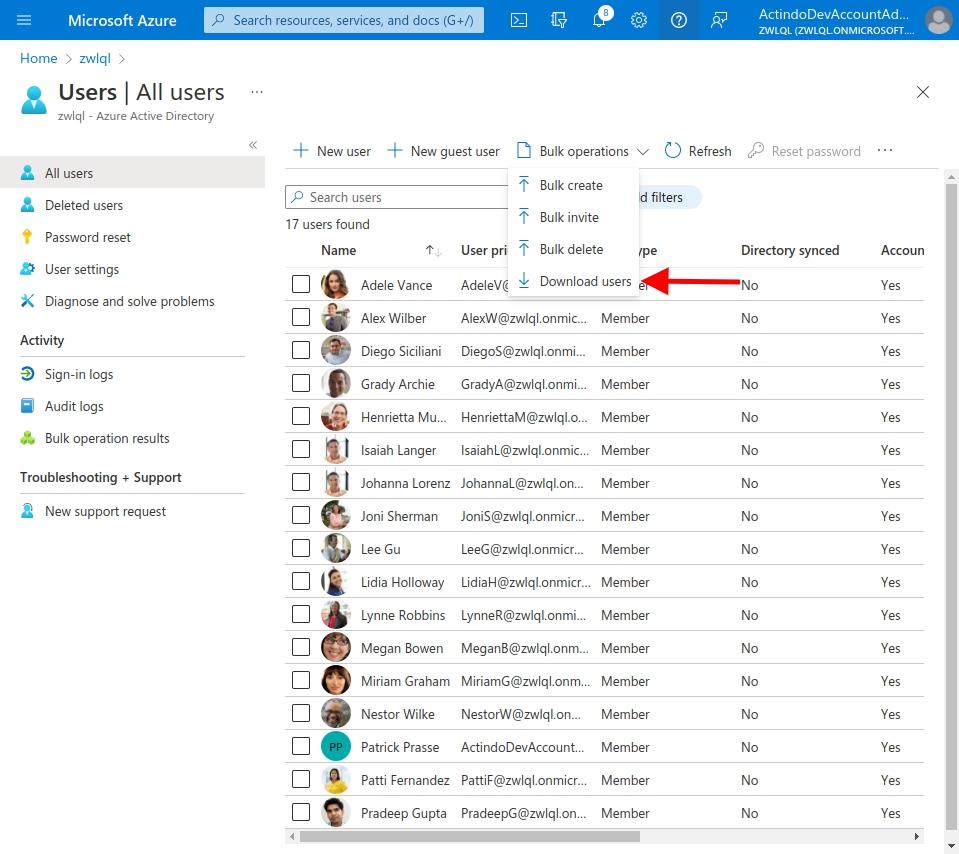 Microsoft Azure
Search resources, services, and docs (G+/)
8
ActindoDevAccountAd...
ZWLQL (ZWLQL.ONMICROSOFT....
Home > zwlql >
Users | All users ...
zwlql - Azure Active Directory
«
All users
Deleted users
Password reset
User settings
Diagnose and solve problems
Activity
Sign-in logs
Audit logs
Bulk operation results
Troubleshooting + Support
New support request
+ New user + New guest user Bulk operations Refresh Reset password ...
Bulk create
Bulk invite
Bulk delete
Download users
Search users
filters
17 users found
Name User Directory synced Accoun
Adele Vance AdeleV@ No Yes
Alex Wilber AlexW@zwlql.onmic... Member No Yes
Diego Siciliani DiegoS@zwlql.onmi... Member No Yes
Grady Archie GradyA@zwlql.onmi... Member No Yes
Henrietta Mu... HenriettaM@zwlql.o... Member No Yes
Isaiah Langer IsaiahL@zwlql.onmic... Member No Yes
Johanna Lorenz JohannaL@zwlql.on... Member No Yes
Joni Sherman JoniS@zwlql.onmicr... Member No Yes
Lee Gu LeeG@zwlql.onmicr... Member No Yes
Lidia Holloway LidiaH@zwlql.onmicr... Member No Yes
Lynne Robbins LynneR@zwlql.onmi... Member No Yes
Megan Bowen MeganB@zwlql.onm... Member No Yes
Miriam Graham MiriamG@zwlql.onm... Member No Yes
Nestor Wilke NestorW@zwlql.on... Member No Yes
PP Patrick Prasse ActindoDevAccount... Member No Yes
Patti Fernandez PattiF@zwlql.onmicr... Member No Yes
Pradeep Gupta PradeepG@zwlql.on... Member No Yes